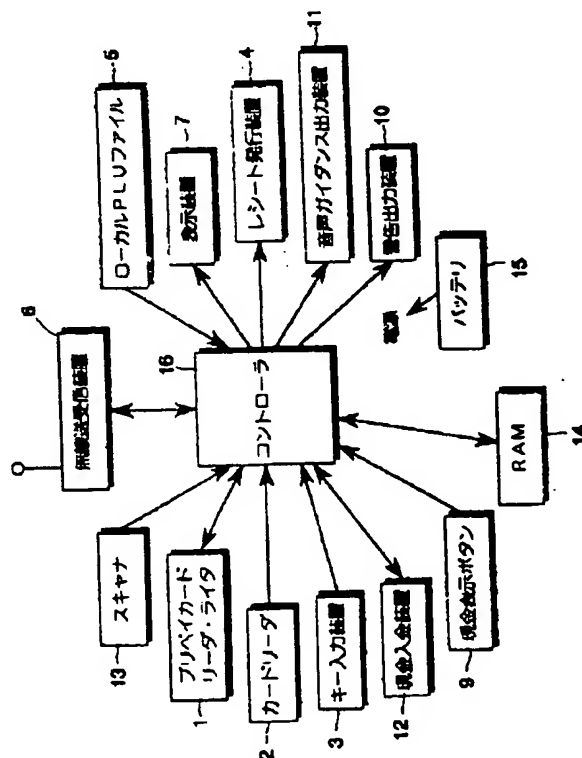 6
無線送受信装置
13
スキャナ
5
ローカルPLUファイル
1
プリペイカード
リーダ・ライタ
16
コントローラ
7
表示装置
2
カードリーダ
4
レシート発行装置
3
キー入力装置
11
音声ガイダンス出力装置
12
現金入金装置
10
警告出力装置
9
現金表示ボタン
14
RAM
電源
15
バッテリ